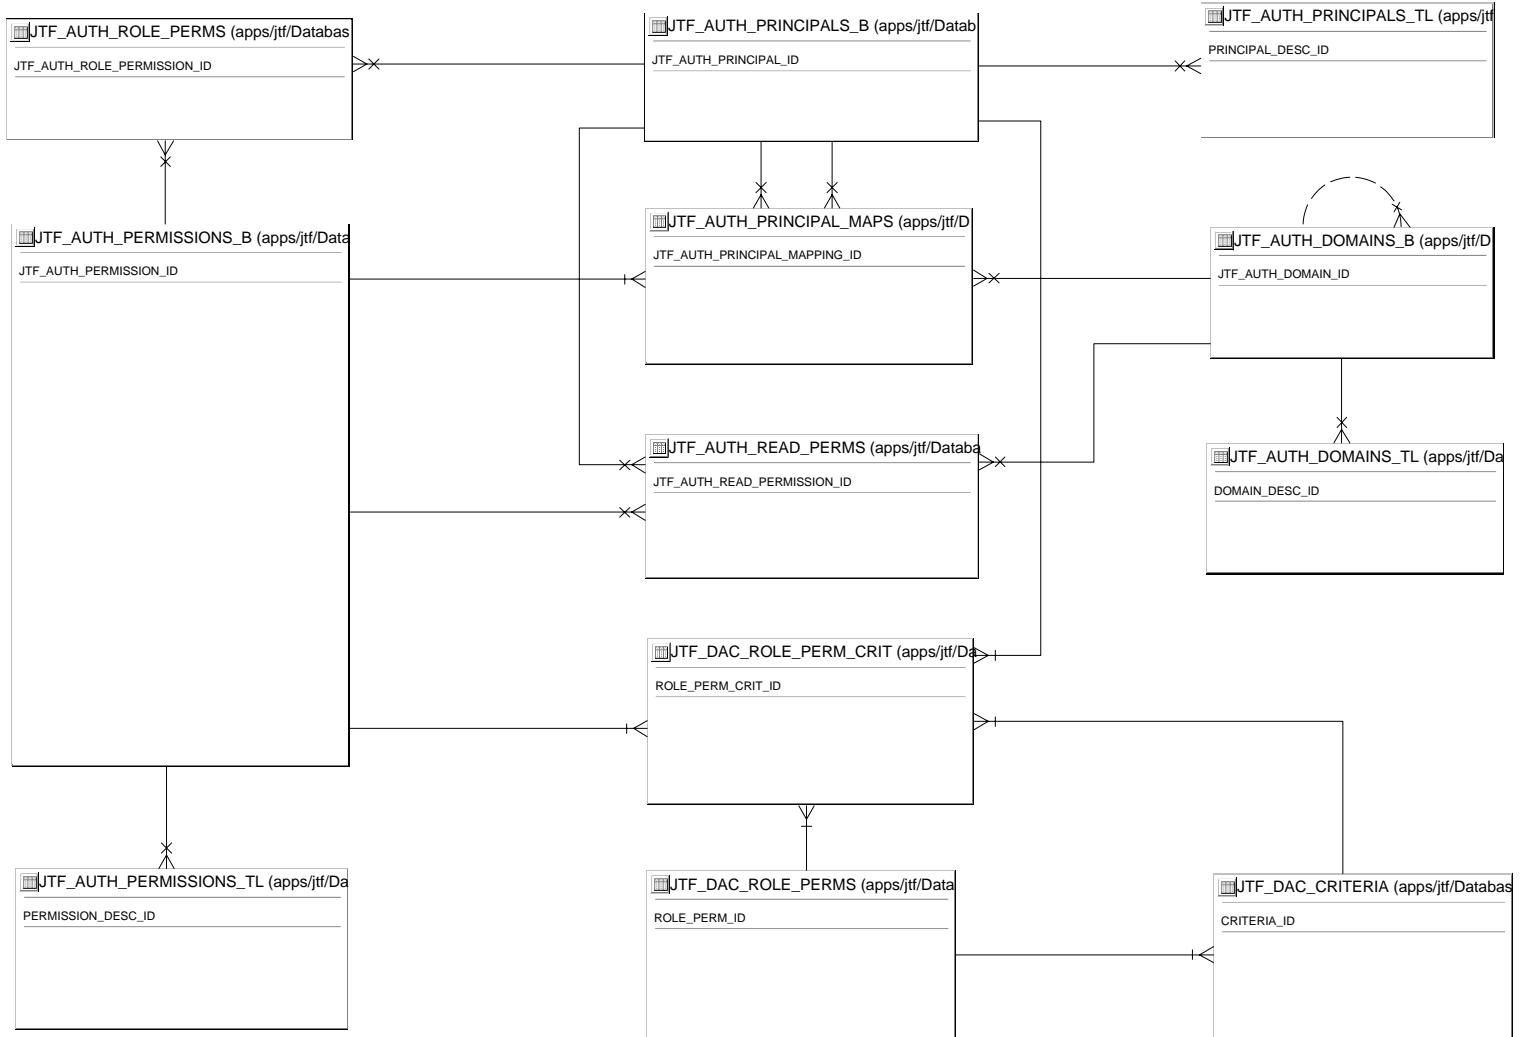 JTF_AUTH_ROLE_PERMS (apps/jtf/Databas
JTF_AUTH_ROLE_PERMISSION_ID
JTF_AUTH_PRINCIPALS_B (apps/jtf/Datab
JTF_AUTH_PRINCIPAL_ID
JTF_AUTH_PRINCIPALS_TL (apps/jtf
PRINCIPAL_DESC_ID
JTF_AUTH_PERMISSIONS_B (apps/jtf/Data
JTF_AUTH_PERMISSION_ID
JTF_AUTH_PRINCIPAL_MAPS (apps/jtf/D
JTF_AUTH_PRINCIPAL_MAPPING_ID
JTF_AUTH_DOMAINS_B (apps/jtf/D
JTF_AUTH_DOMAIN_ID
JTF_AUTH_READ_PERMS (apps/jtf/Databa
JTF_AUTH_READ_PERMISSION_ID
JTF_AUTH_DOMAINS_TL (apps/jtf/Da
DOMAIN_DESC_ID
JTF_DAC_ROLE_PERM_CRIT (apps/jtf/Da
ROLE_PERM_CRIT_ID
JTF_AUTH_PERMISSIONS_TL (apps/jtf/Da
PERMISSION_DESC_ID
JTF_DAC_ROLE_PERMS (apps/jtf/Data
ROLE_PERM_ID
JTF_DAC_CRITERIA (apps/jtf/Databas
CRITERIA_ID